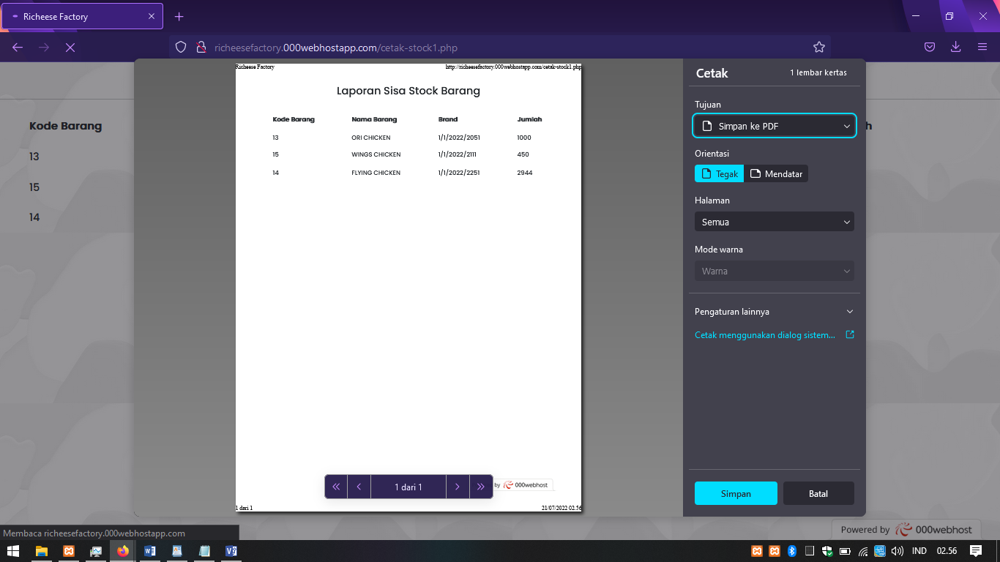 Richeese Factory
richeesefactory.000webhostapp.com/cetak-stock1.php
Richeese Factory http://richeesefactory.000webhostapp.com/cetak-stock1.php
Laporan Sisa Stock Barang
Kode Barang Nama Barang Brand Jumlah
13 ORI CHICKEN 1/1/2022/2051 1000
15 WINGS CHICKEN 1/1/2022/2111 450
14 FLYING CHICKEN 1/1/2022/2251 2944
1 dari 1
by 000webhost
1 dari 1 21/07/2022 02.56
Kode Barang
13
15
14
h
Cetak 1 lembar kertas
Tujuan
Simpan ke PDF
Orientasi
Tegak Mendatar
Halaman
Semua
Mode warna
Warna
Pengaturan lainnya
Cetak menggunakan dialog sistem...
Simpan Batal
Membaca richeesefactory.000webhostapp.com
Powered by 000webhost
IND 02.56